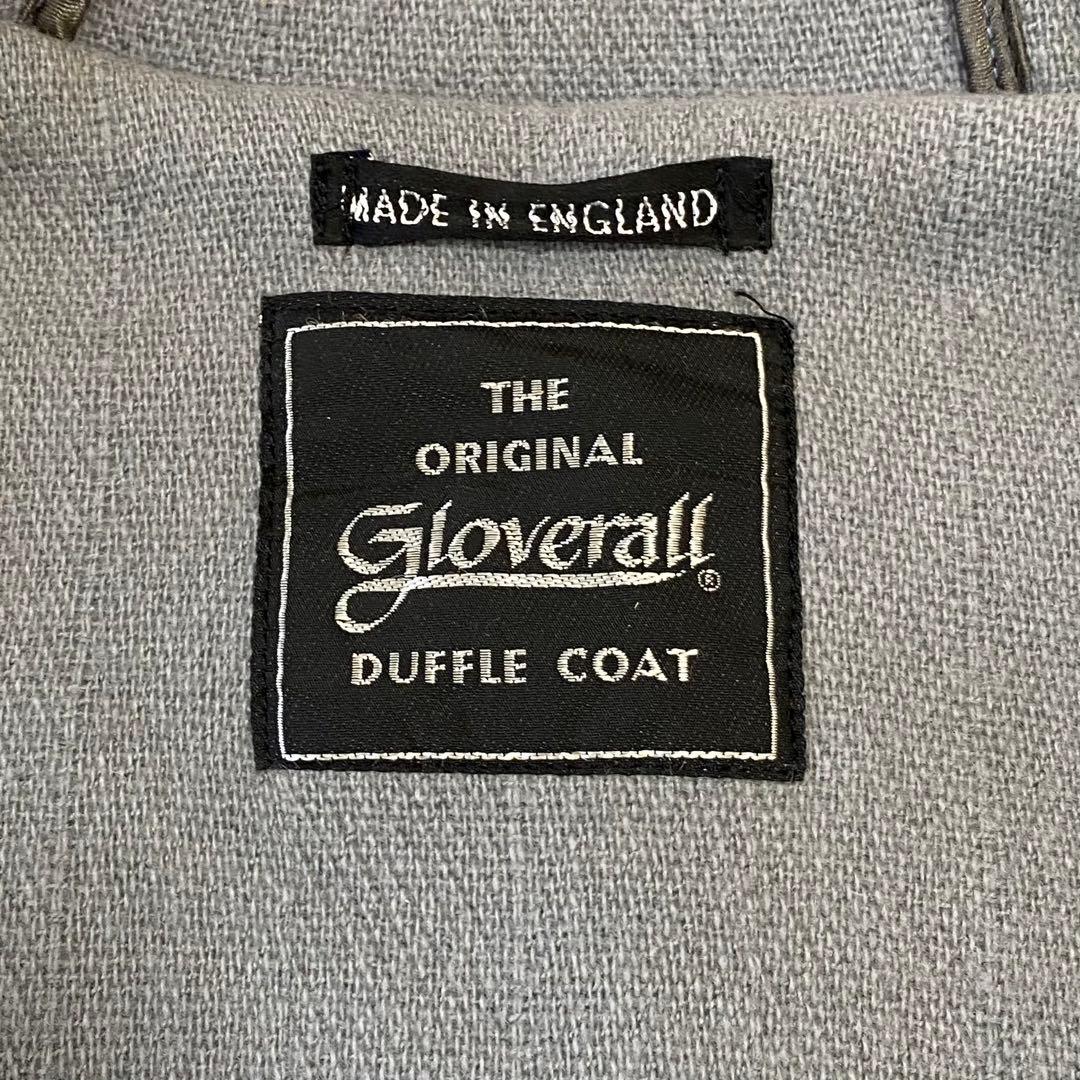 MADE IN ENGLAND
THE
ORIGINAL
Gloverall®
DUFFLE COAT